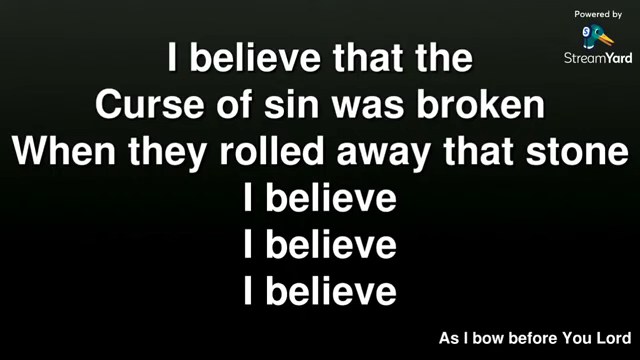 Powered by
StreamYard
I believe that the
Curse of sin was broken
When they rolled away that stone
I believe
I believe
I believe
As I bow before You Lord